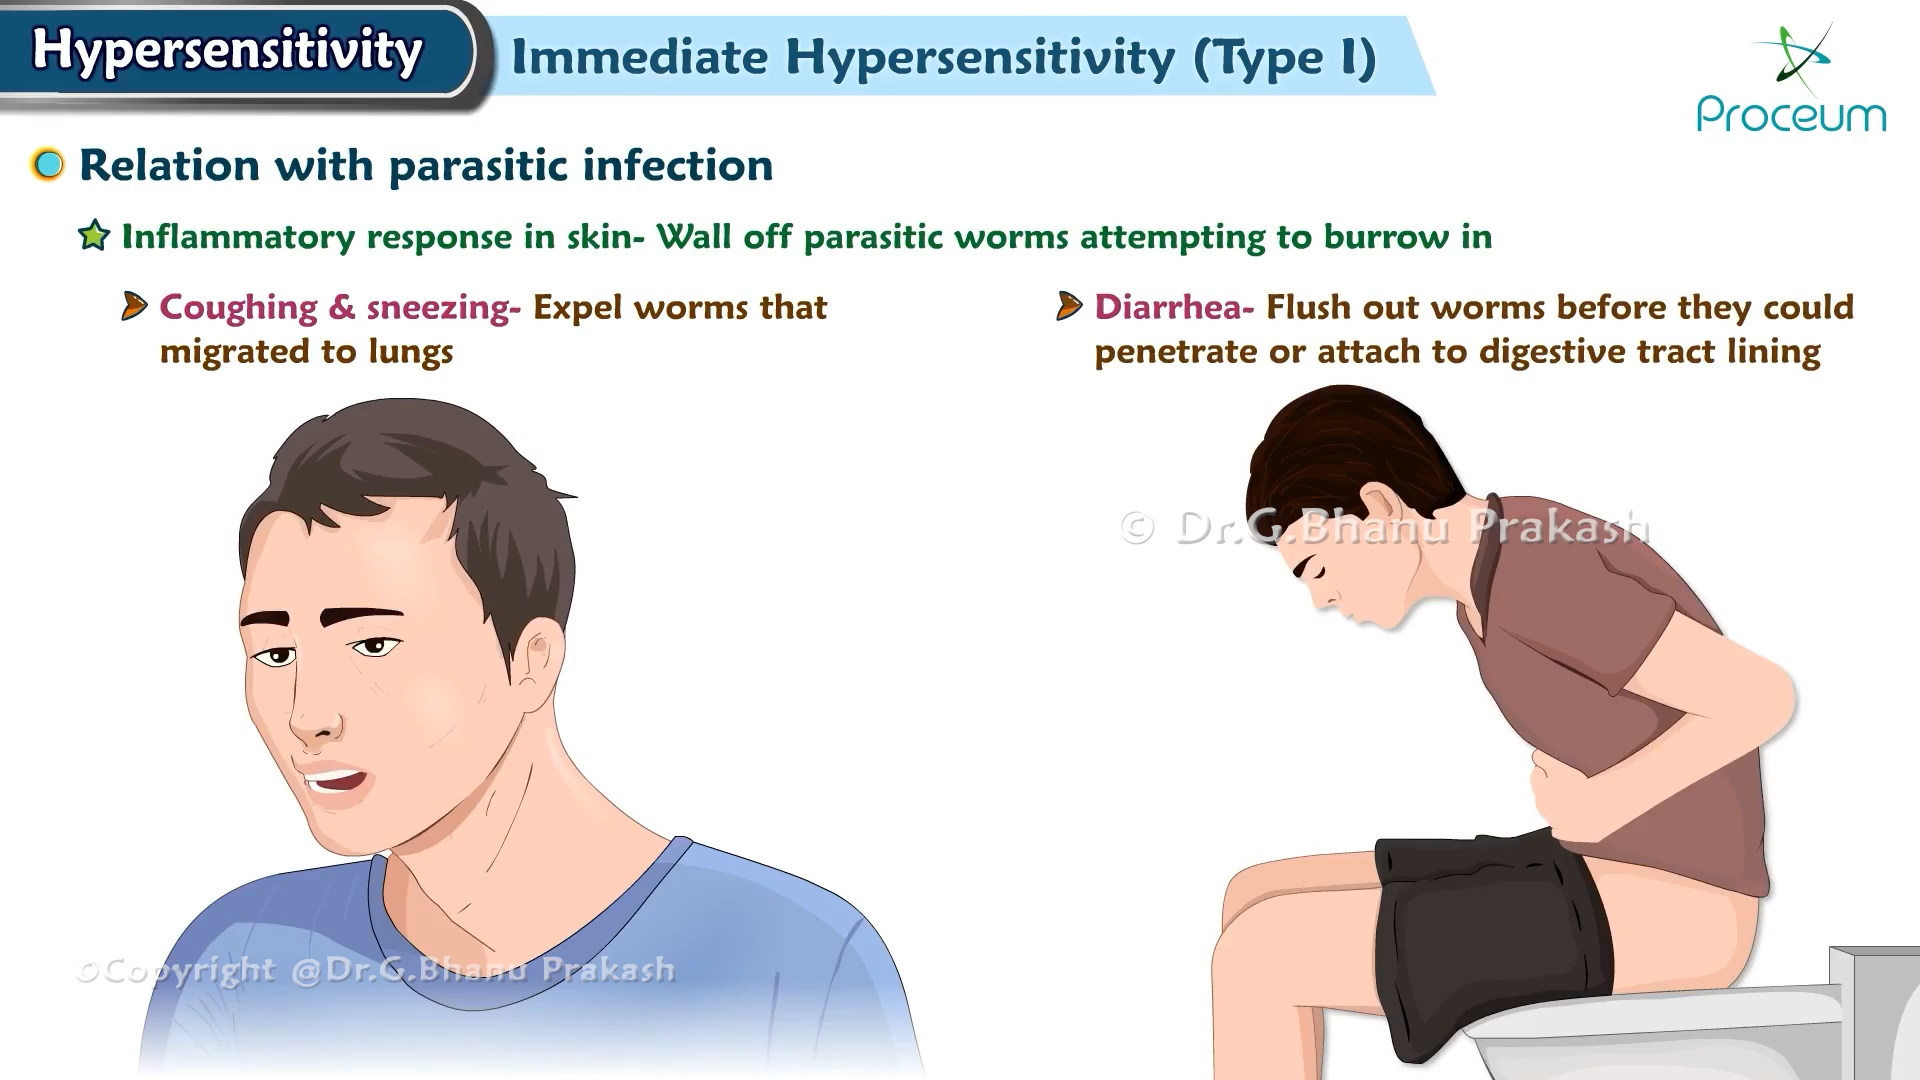 Hypersensitivity
Immediate Hypersensitivity (Type I)
Proceum
Relation with parasitic infection
Inflammatory response in skin- Wall off parasitic worms attempting to burrow in
Coughing & sneezing- Expel worms that
migrated to lungs
Diarrhea- Flush out worms before they could
penetrate or attach to digestive tract lining
© Dr.G.Bhanu Prakash
©Copyright @Dr.G.Bhanu Prakash